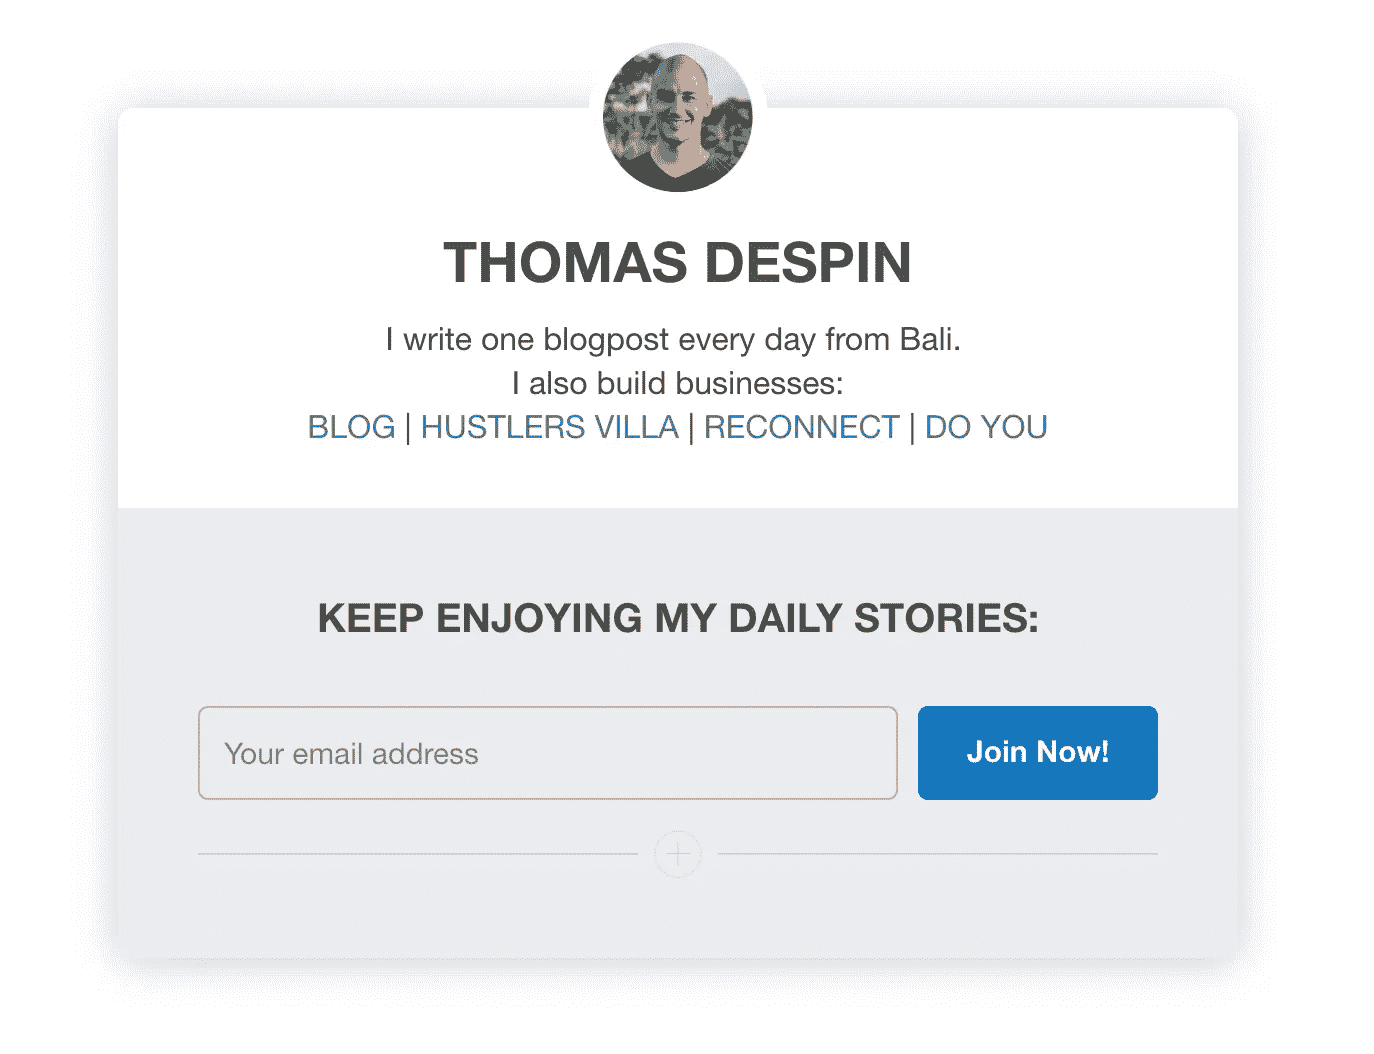 THOMAS DESPIN
I write one blogpost every day from Bali.
I also build businesses:
BLOG | HUSTLERS VILLA | RECONNECT | DO YOU
KEEP ENJOYING MY DAILY STORIES:
Your email address
Join Now!